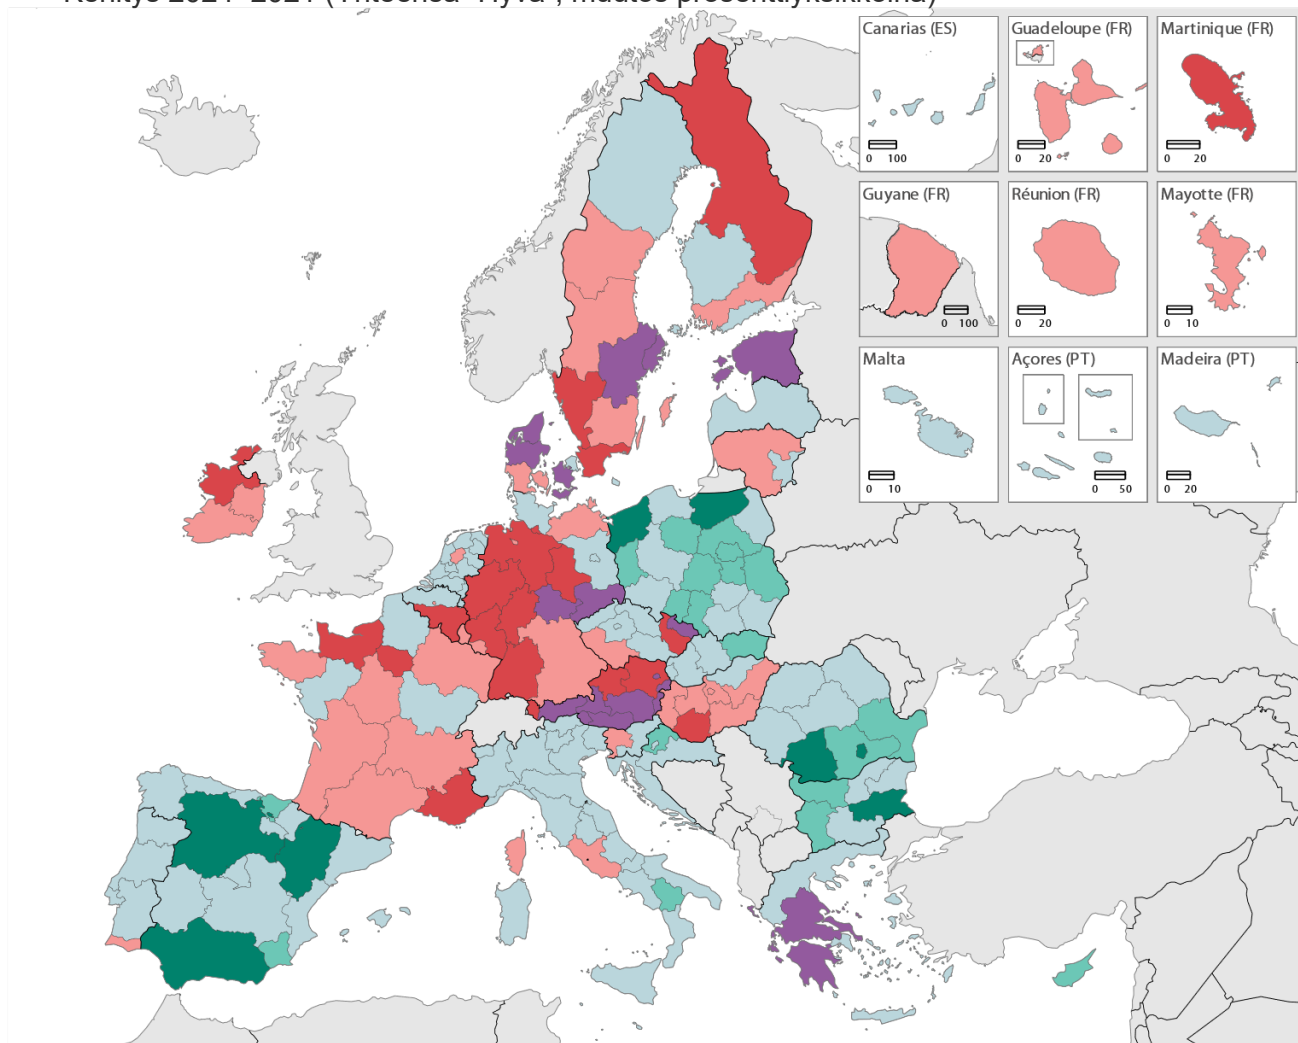 Canarias (ES)
0 100
Guadeloupe (FR)
0 20
Martinique (FR)
0 20
Guyane (FR)
0 100
Réunion (FR)
0 20
Mayotte (FR)
0 10
Malta
0 10
Açores (PT)
0 50
Madeira (PT)
0 20